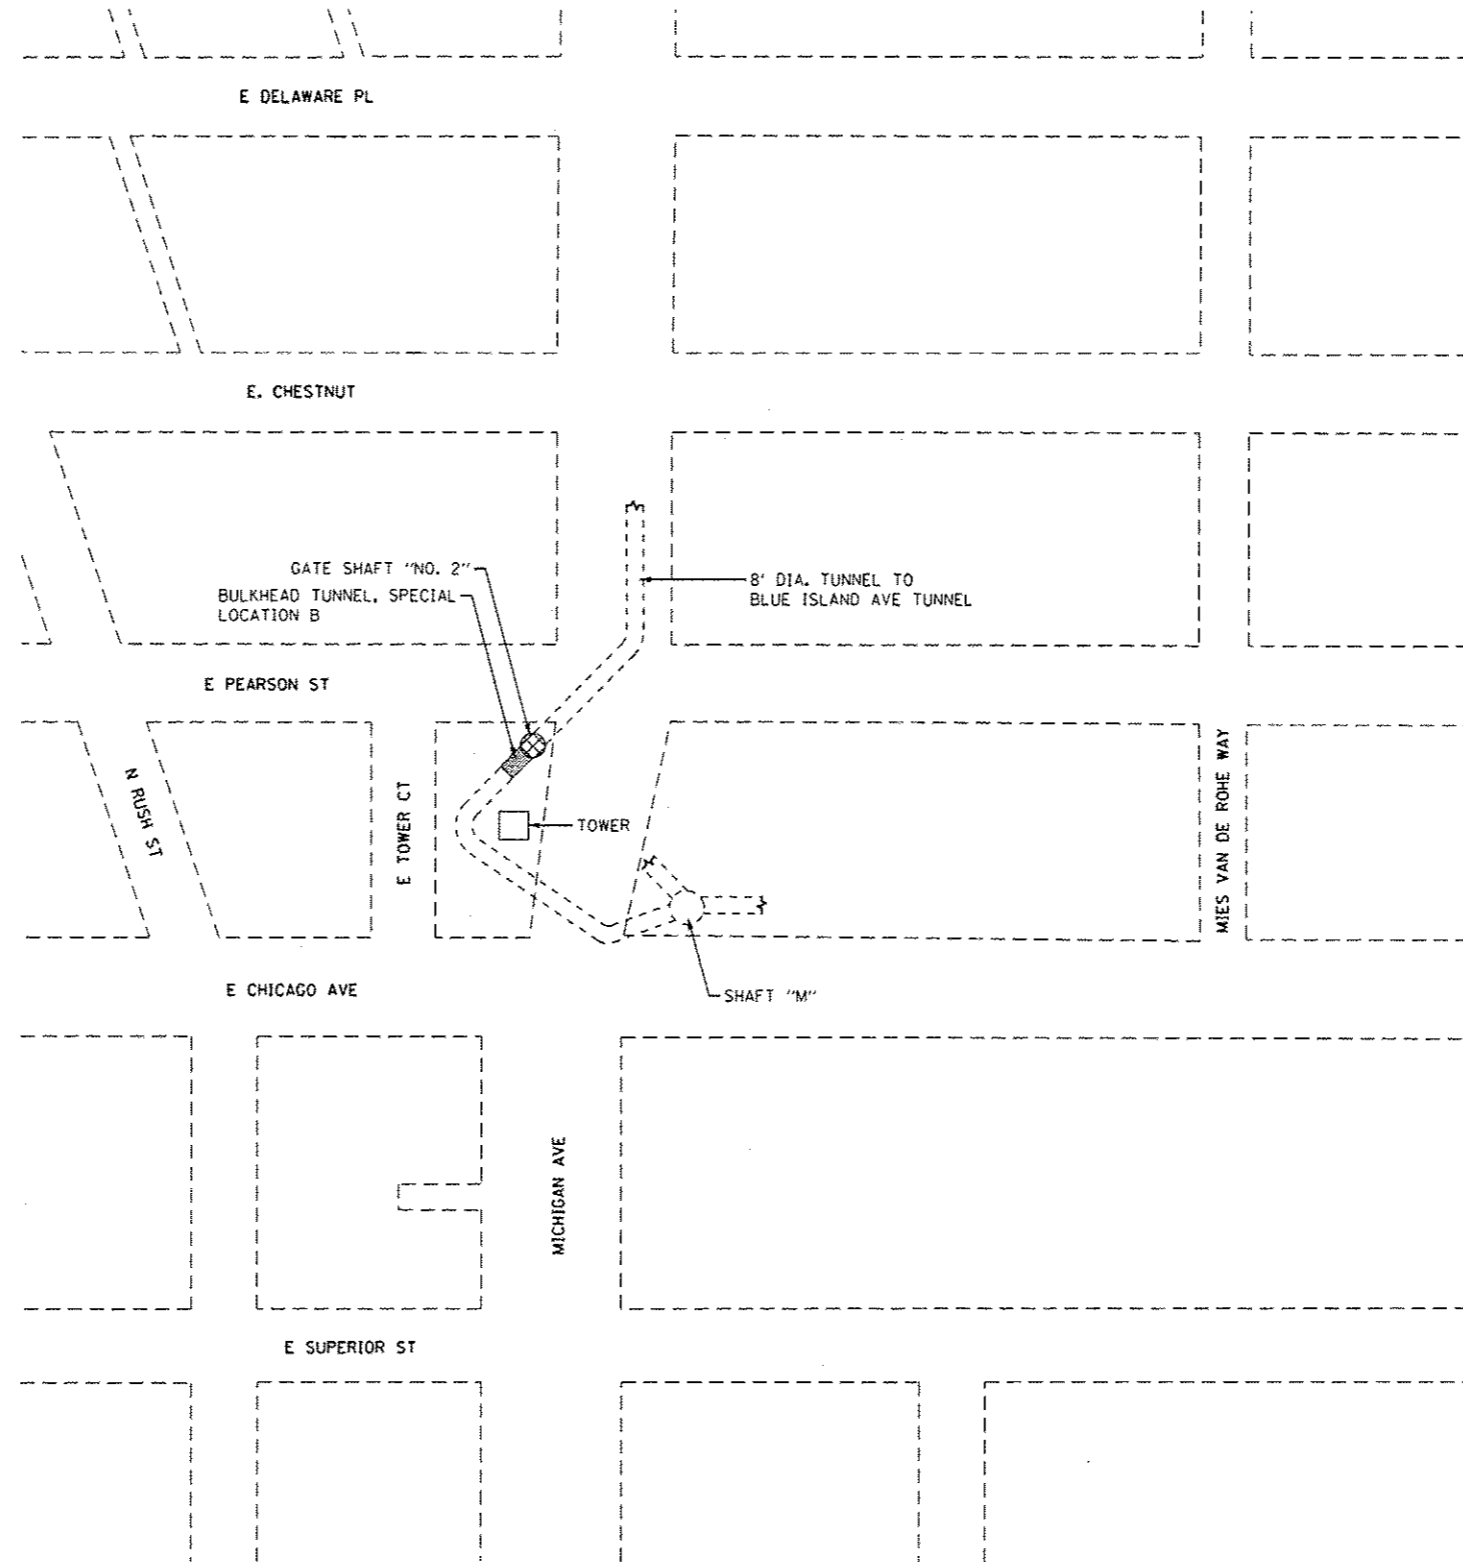 E DELAWARE PL
E. CHESTNUT
GATE SHAFT "NO. 2"
BULKHEAD TUNNEL, SPECIAL
LOCATION B
8' DIA. TUNNEL TO
BLUE ISLAND AVE TUNNEL
E PEARSON ST
N RUSH ST
E TOWER CT
TOWER
MIES VAN DE ROHE WAY
E CHICAGO AVE
SHAFT "M"
MICHIGAN AVE
E SUPERIOR ST